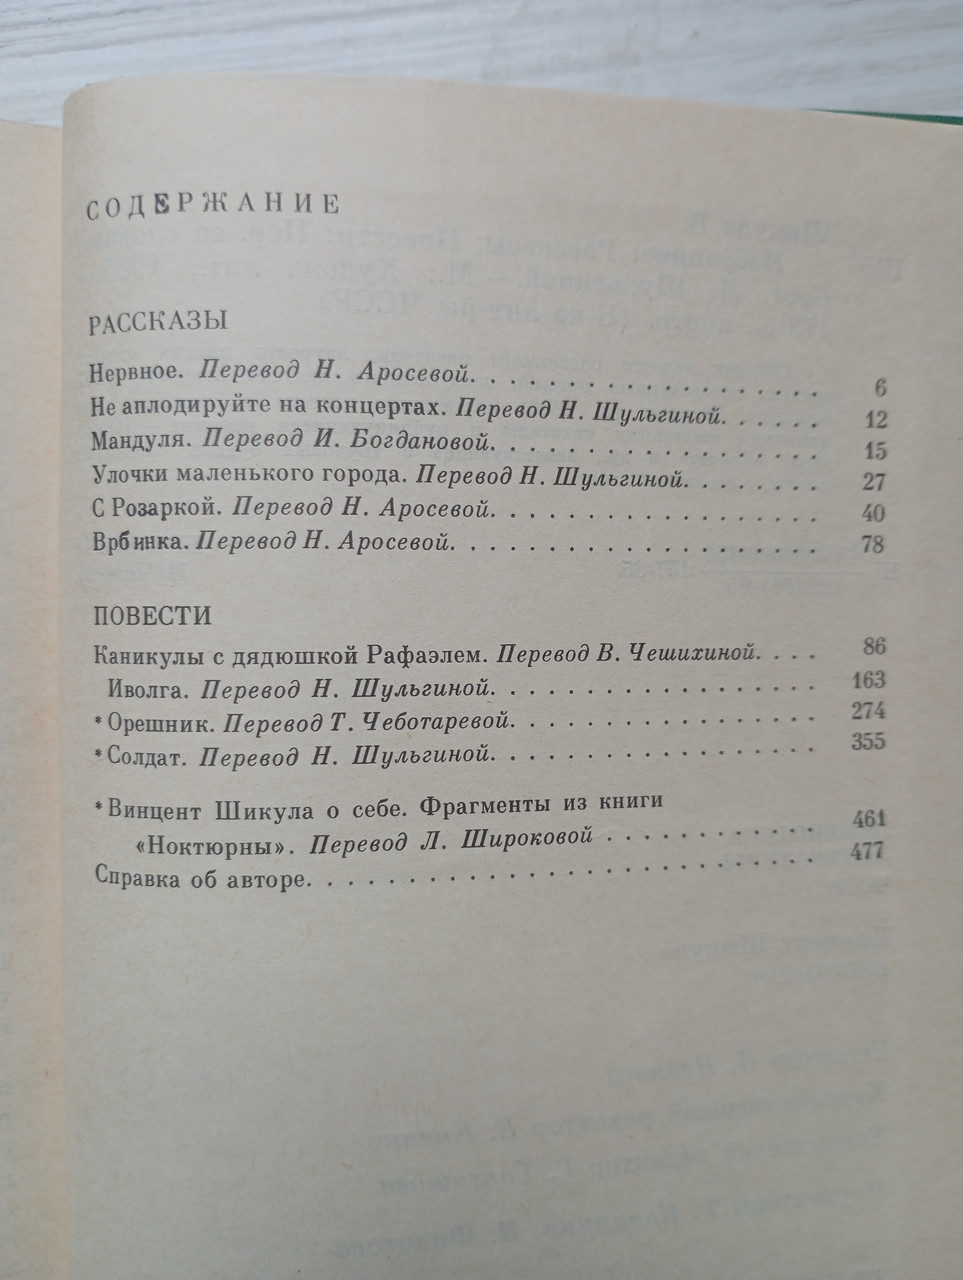 СОДЕРЖАНИЕ
РАССКАЗЫ
Нервное. Перевод Н. Аросевой. . . . . . . . . . . . . . . . . . . 6
Не аплодируйте на концертах. Перевод Н. Шульгиной. . . . . . 12
Мандуля. Перевод И. Богдановой. . . . . . . . . . . . . . . . . . 15
Улочки маленького города. Перевод Н. Шульгиной. . . . . . . . 27
С Розаркой. Перевод Н. Аросевой. . . . . . . . . . . . . . . . . . 40
Врбинка. Перевод Н. Аросевой. . . . . . . . . . . . . . . . . . . . 78
ПОВЕСТИ
Каникулы с дядюшкой Рафаэлем. Перевод В. Чешихиной. . . . 86
Иволга. Перевод Н. Шульгиной. . . . . . . . . . . . . . . . . . 163
*Орешник. Перевод Т. Чеботаревой. . . . . . . . . . . . . . . . . 274
*Солдат. Перевод Н. Шульгиной. . . . . . . . . . . . . . . . . . 355
*Винцент Шикула о себе. Фрагменты из книги
«Ноктюрны». Перевод Л. Широковой . . . . . . . . . . . . 461
Справка об авторе. . . . . . . . . . . . . . . . . . . . . . . . . . . 477